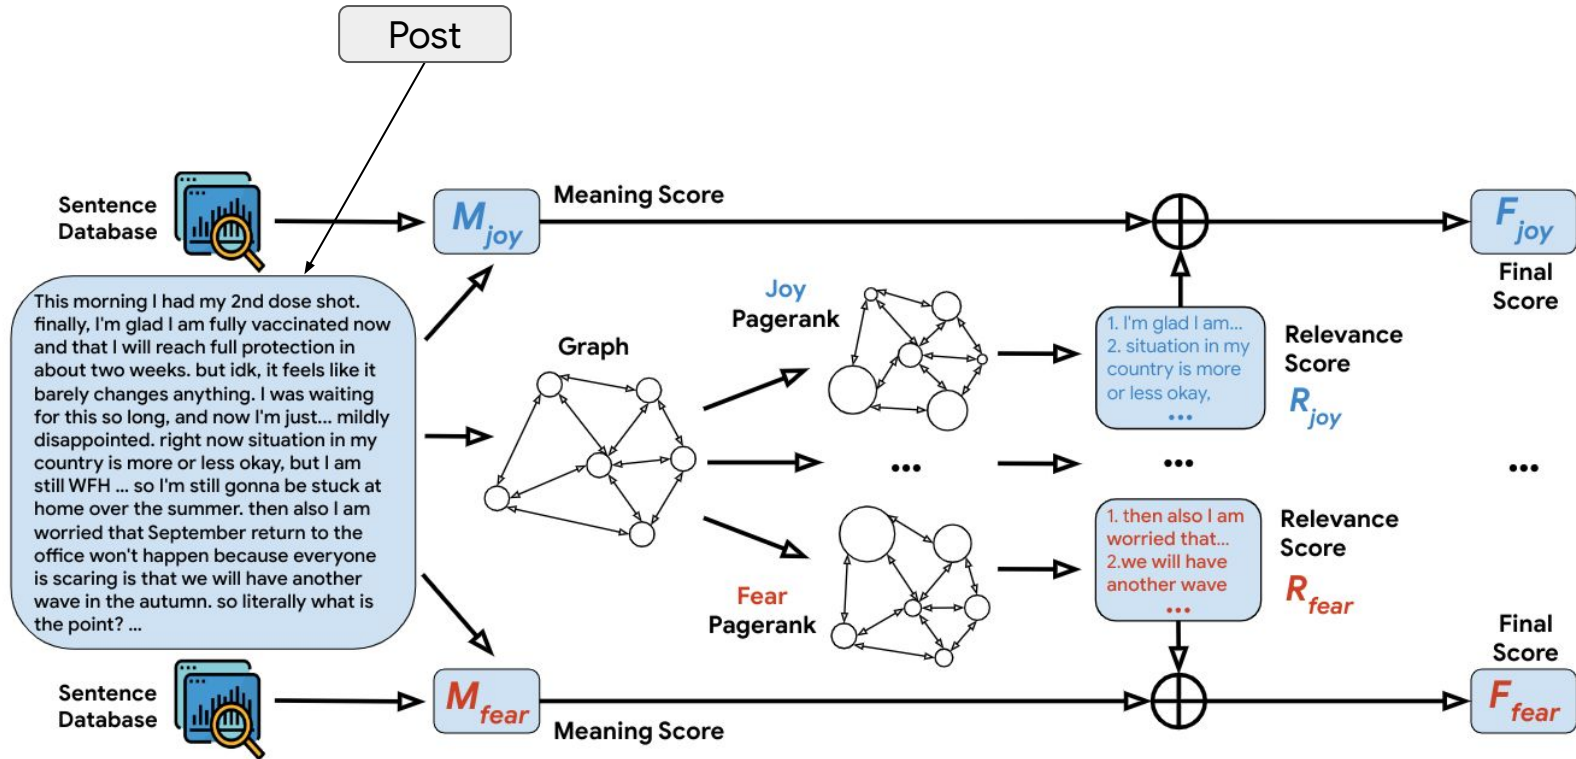 Post
Sentence
Database
M joy
Meaning Score
F joy
Final
Score
This morning I had my 2nd dose shot.
finally, I'm glad I am fully vaccinated now
and that I will reach full protection in
about two weeks. but idk, it feels like it
barely changes anything. I was waiting
for this so long, and now I'm just... mildly
disappointed. right now situation in my
country is more or less okay, but I am
still WFH ... so I'm still gonna be stuck at
home over the summer. then also I am
worried that September return to the
office won't happen because everyone
is scaring is that we will have another
wave in the autumn. so literally what is
the point? ...
Graph
Joy
Pagerank
1. I'm glad I am...
2. situation in my
country is more
or less okay,
...
Relevance
Score
R joy
...
...
...
Fear
Pagerank
1. then also I am
worried that...
2.we will have
another wave
...
Relevance
Score
R fear
Sentence
Database
M fear
Meaning Score
Final
Score
F fear